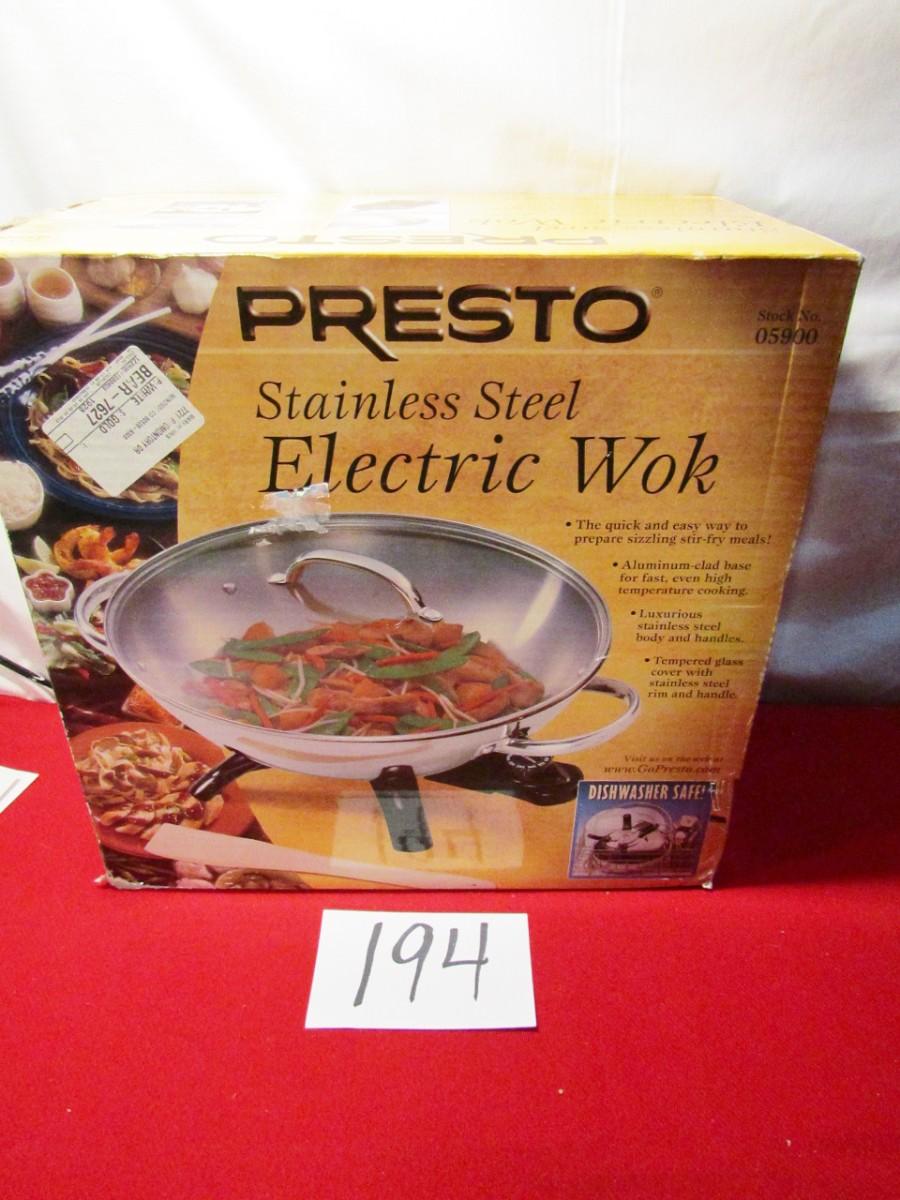 PRESTO
PRESTO®
Stock No.
05900
Stainless Steel
Electric Wok
• The quick and easy way to
prepare sizzling stir-fry meals!
• Aluminum-clad base
for fast, even high
temperature cooking.
• Luxurious
stainless steel
body and handles.
• Tempered glass
cover with
stainless steel
rim and handle.
Visit us on the web at
www.GoPresto.com
DISHWASHER SAFE!
BEAR-7627
1928
194